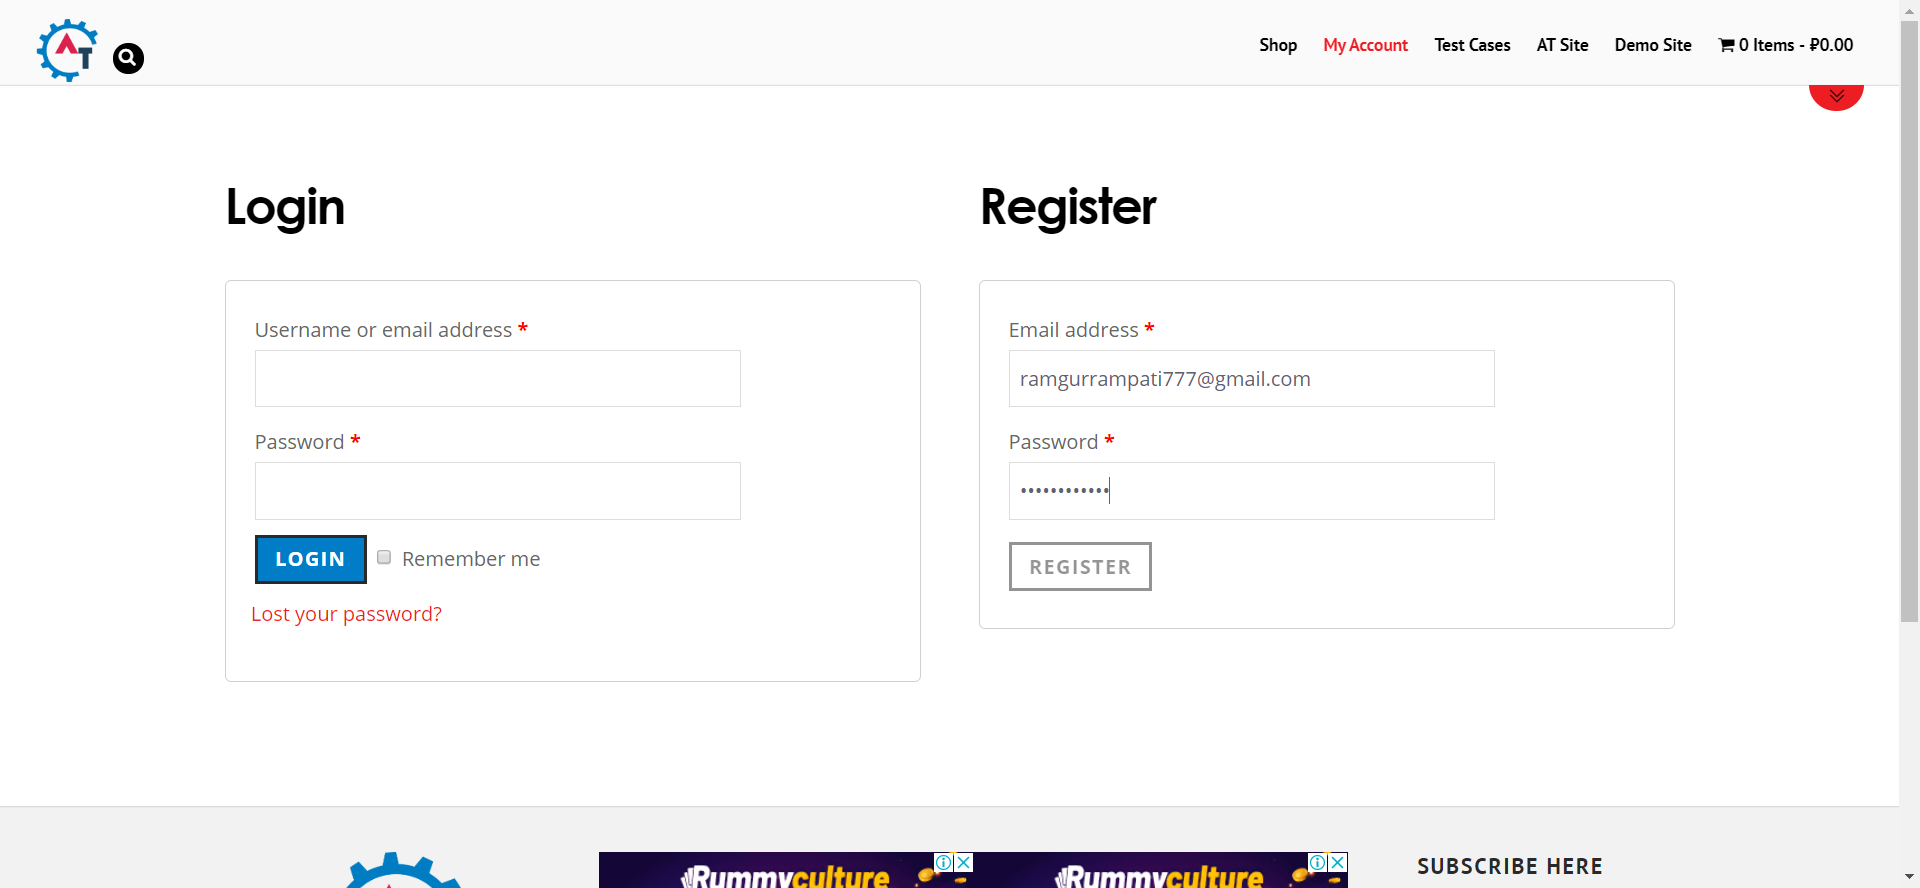 AT
Shop My Account Test Cases AT Site Demo Site 0 Items - ₽0.00
Login
Register
Username or email address *
Password *
LOGIN Remember me
Lost your password?
Email address *
ramgurrampati777@gmail.com
Password *
••••••••••••
REGISTER
Rummyculture
Rummyculture
SUBSCRIBE HERE